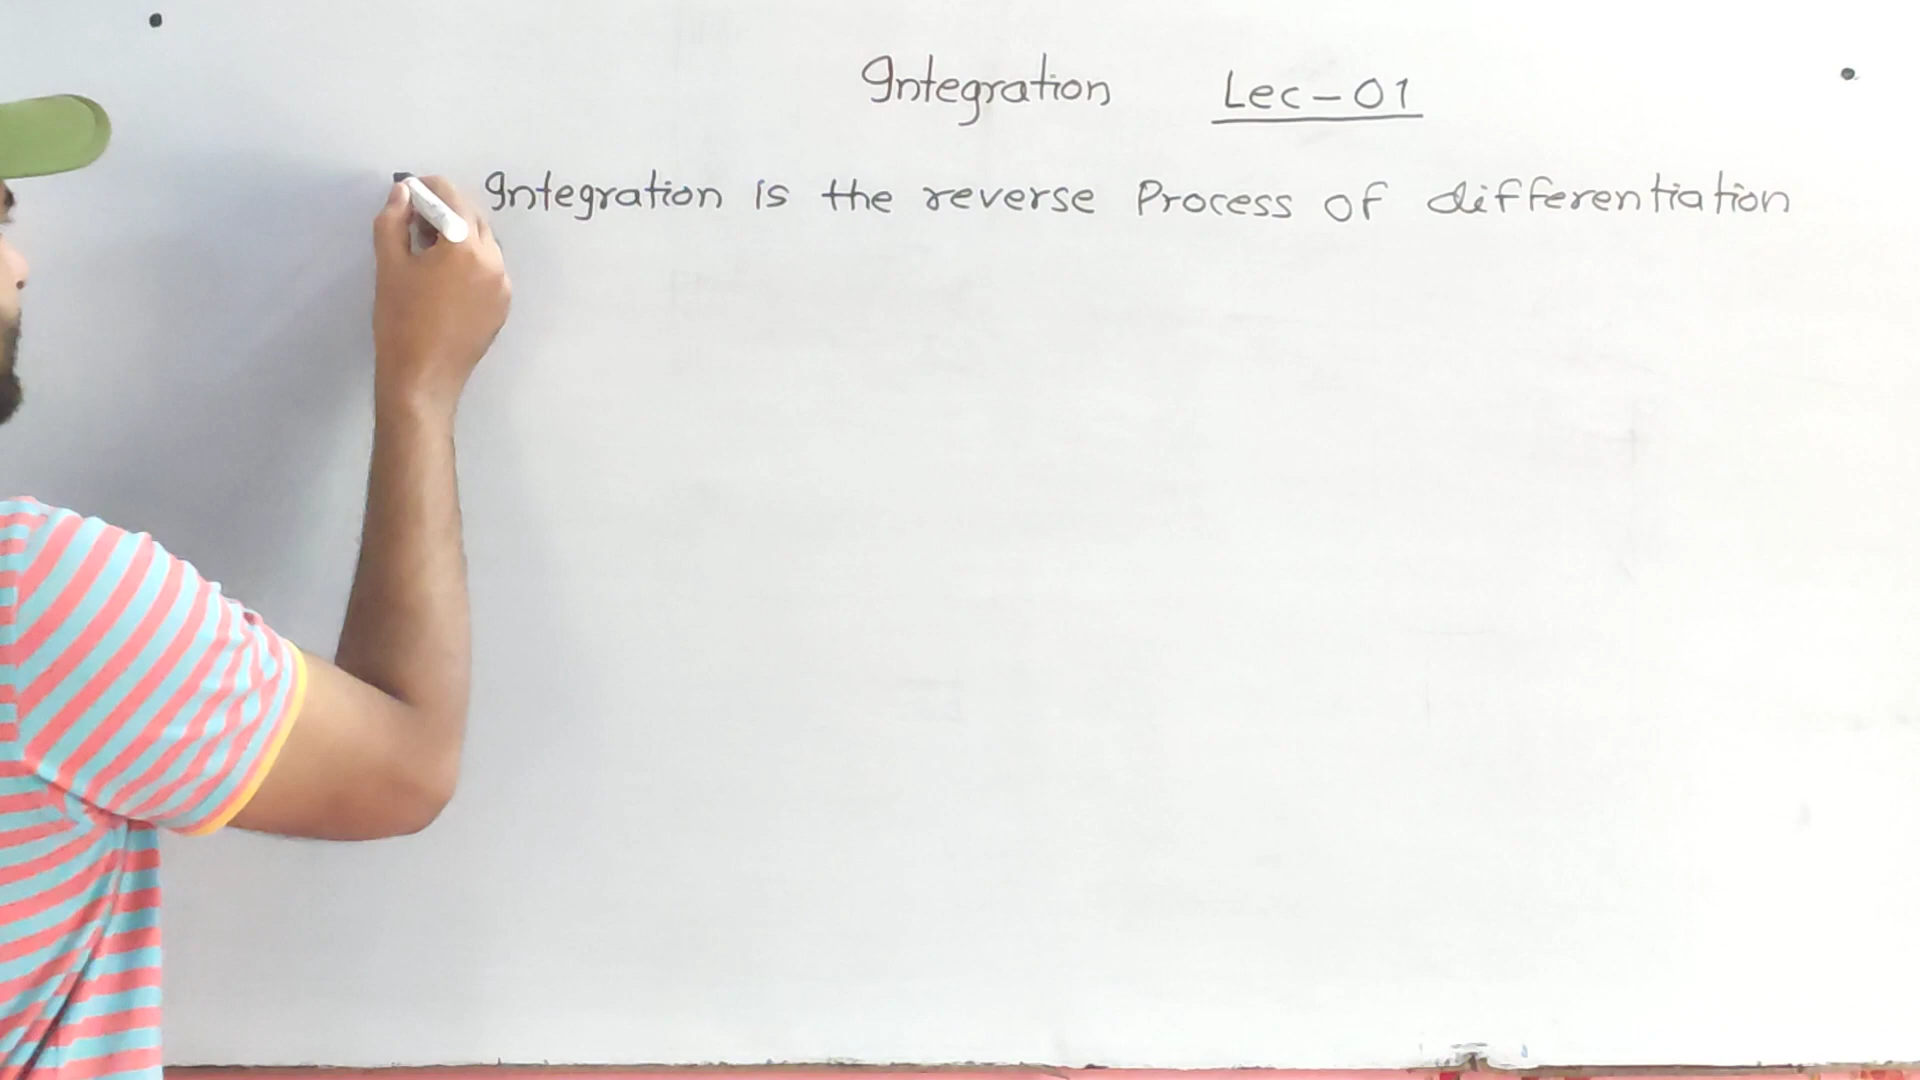 Integration Lec-01
Integration is the reverse Process of differentiation